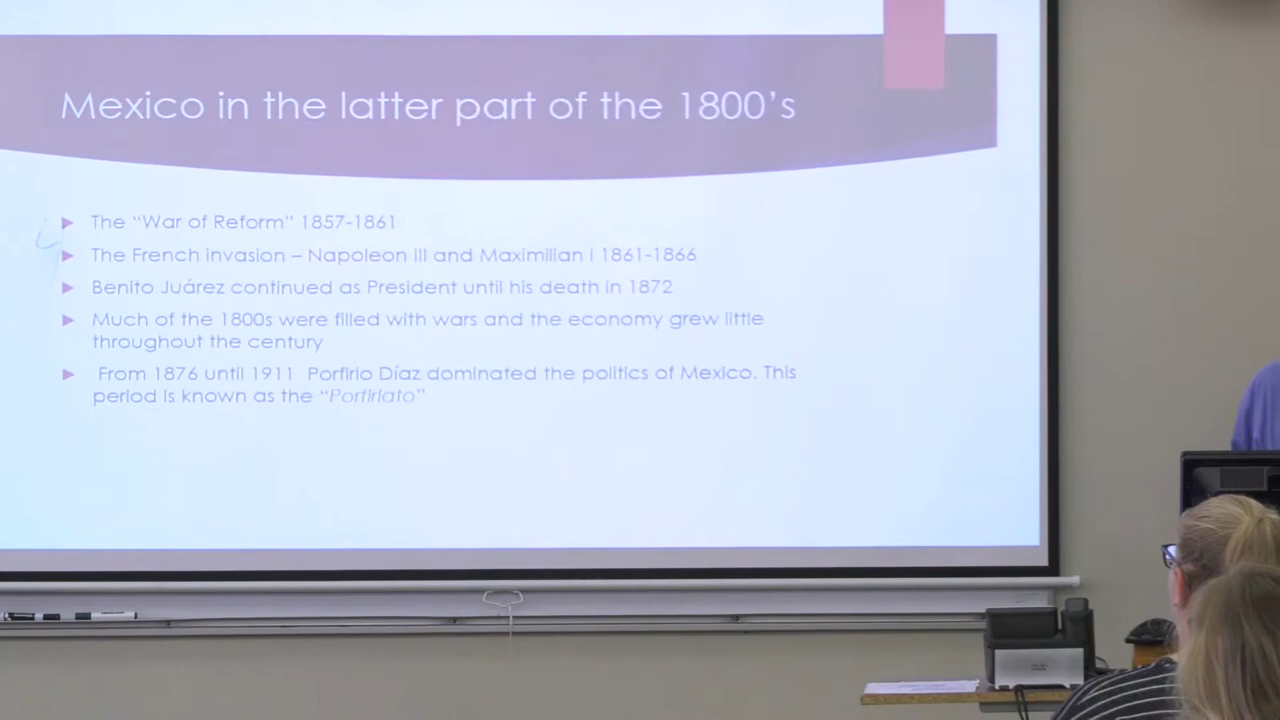 Mexico in the latter part of the 1800's
The “War of Reform” 1857-1861
The French invasion – Napoleon III and Maximilian I 1861-1866
Benito Juárez continued as President until his death in 1872
Much of the 1800s were filled with wars and the economy grew little
throughout the century
From 1876 until 1911 Porfirio Díaz dominated the politics of Mexico. This
period is known as the “Porfiriato”